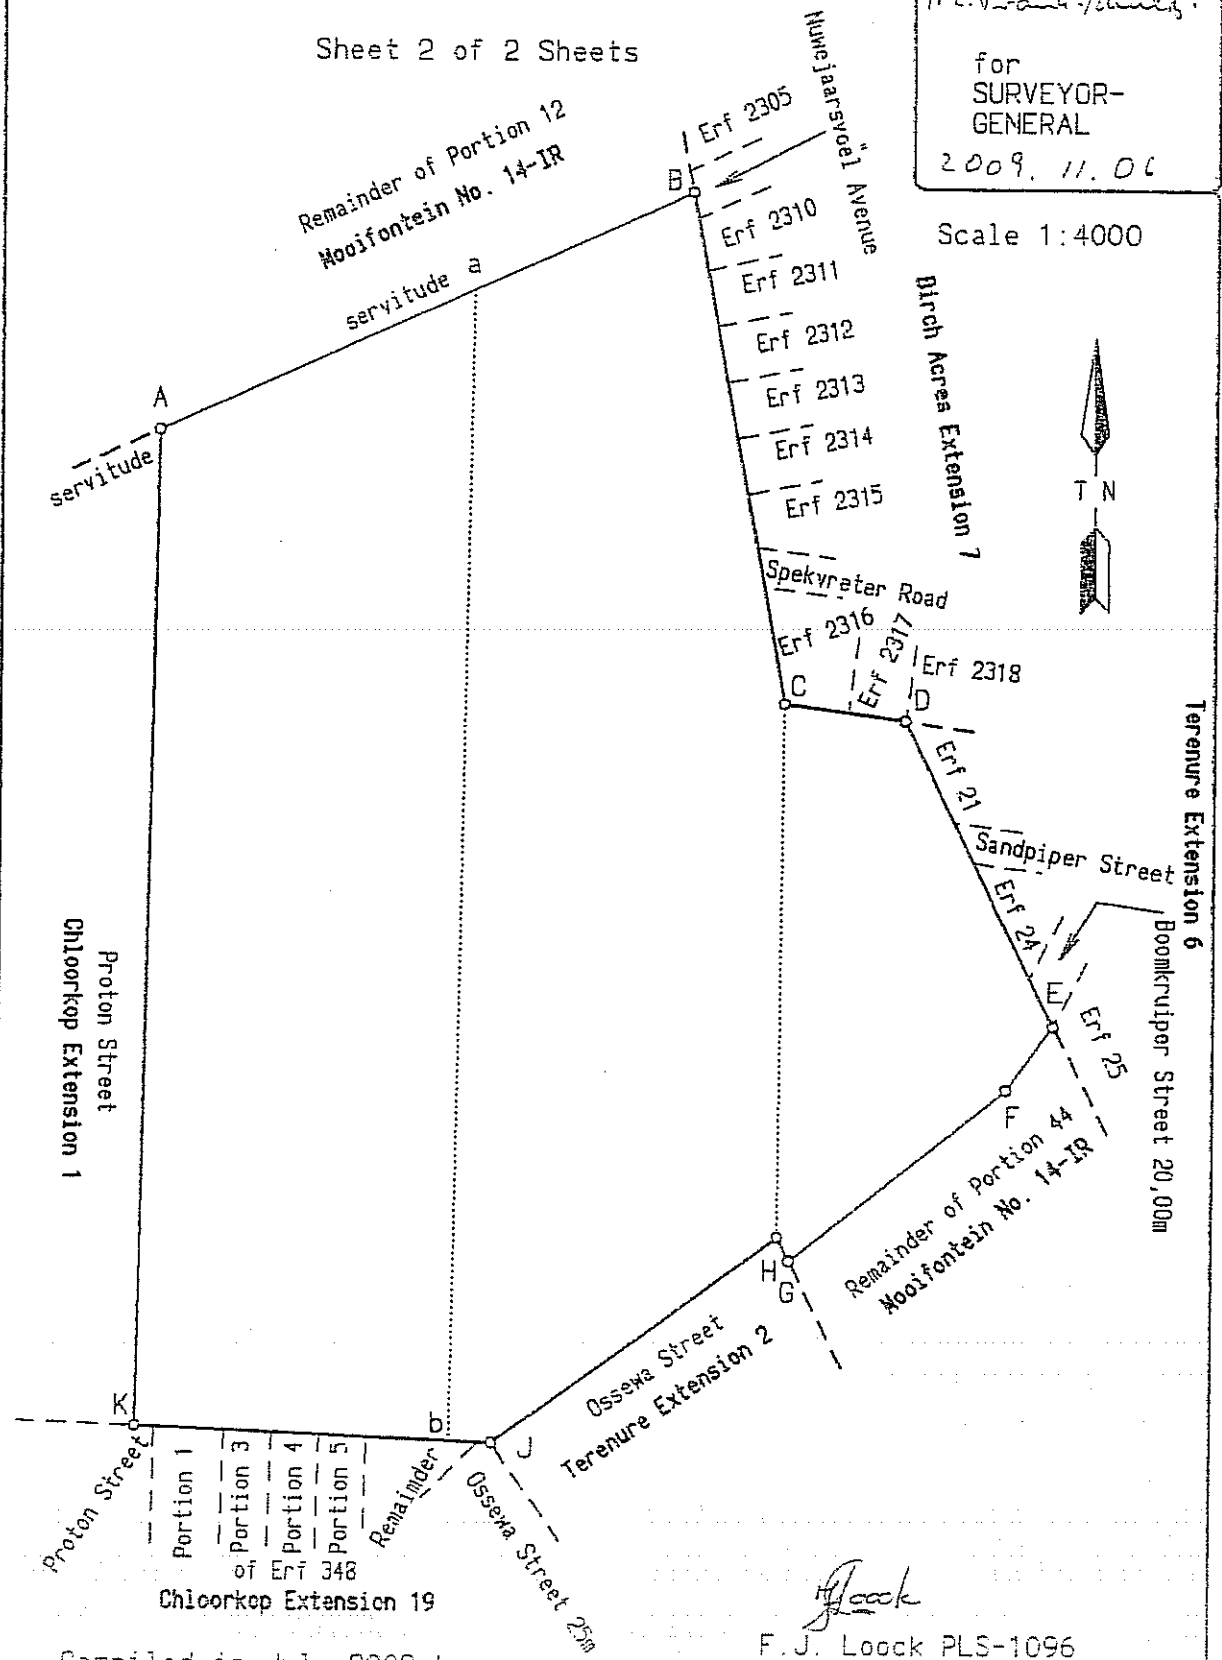 Sheet 2 of 2 Sheets
for
SURVEYOR-
GENERAL
2009. 11. 06
Scale 1:4000
Remainder of Portion 12
Mooifontein No. 14-IR
servitude
a
A
servitude
B
Erf 2305
Nuwejaarsvoël Avenue
Erf 2310
Erf 2311
Erf 2312
Erf 2313
Erf 2314
Erf 2315
Birch Acres Extension 7
T N
Spekvreter Road
Erf 2316
Erf 2317
Erf 2318
C
D
Erf 21
Sandpiper Street
Erf 24
Terenure Extension 6
Boomkruiper Street 20,00m
E
Erf 25
F
Remainder of Portion 44
Mooifontein No. 14-IR
H
G
Proton Street
Chloorkop Extension 1
Ossewa Street
Terenure Extension 2
K
b
J
Proton Street
Portion 1
Portion 3
Portion 4
Portion 5
Remainder
Ossewa Street 25m
of Erf 348
Chloorkop Extension 19
F.J. Loock PLS-1096